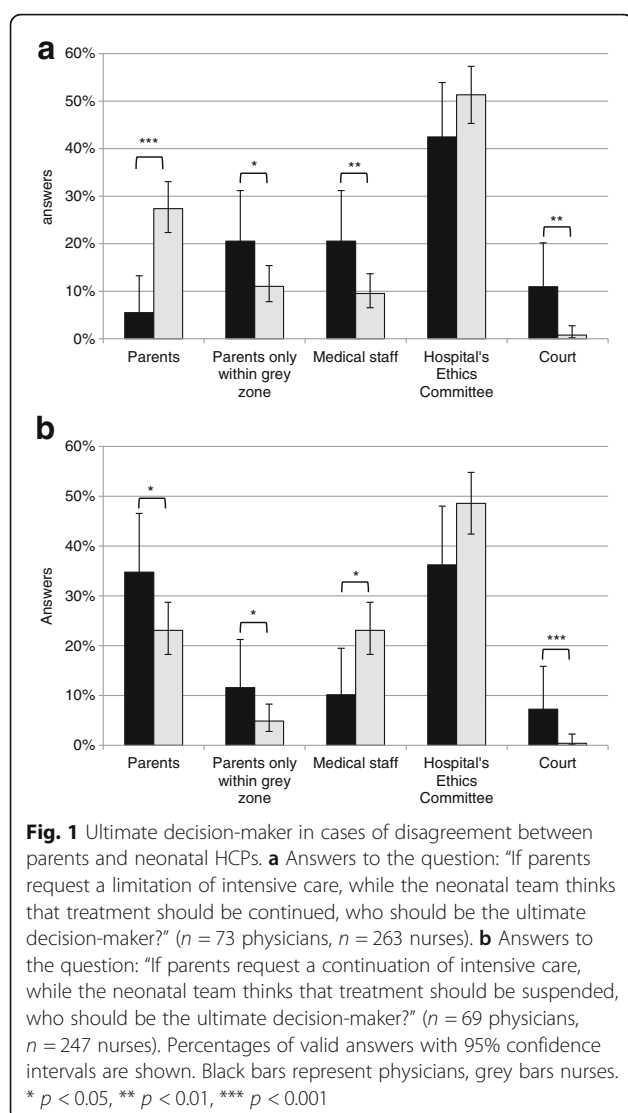 a
60%
50%
40%
30%
20%
10%
0%
answers
***
*
**
**
Parents
Parents only
within grey
zone
Medical staff
Hospital's
Ethics
Committee
Court
b
60%
50%
40%
30%
20%
10%
0%
Answers
*
*
*
***
Parents
Parents only
within grey
zone
Medical staff
Hospital's
Ethics
Committee
Court
Fig. 1 Ultimate decision-maker in cases of disagreement between
parents and neonatal HCPs. a Answers to the question: "If parents
request a limitation of intensive care, while the neonatal team thinks
that treatment should be continued, who should be the ultimate
decision-maker?" (n = 73 physicians, n = 263 nurses). b Answers to
the question: "If parents request a continuation of intensive care,
while the neonatal team thinks that treatment should be suspended,
who should be the ultimate decision-maker?" (n = 69 physicians,
n = 247 nurses). Percentages of valid answers with 95% confidence
intervals are shown. Black bars represent physicians, grey bars nurses.
* p < 0.05, ** p < 0.01, *** p < 0.001